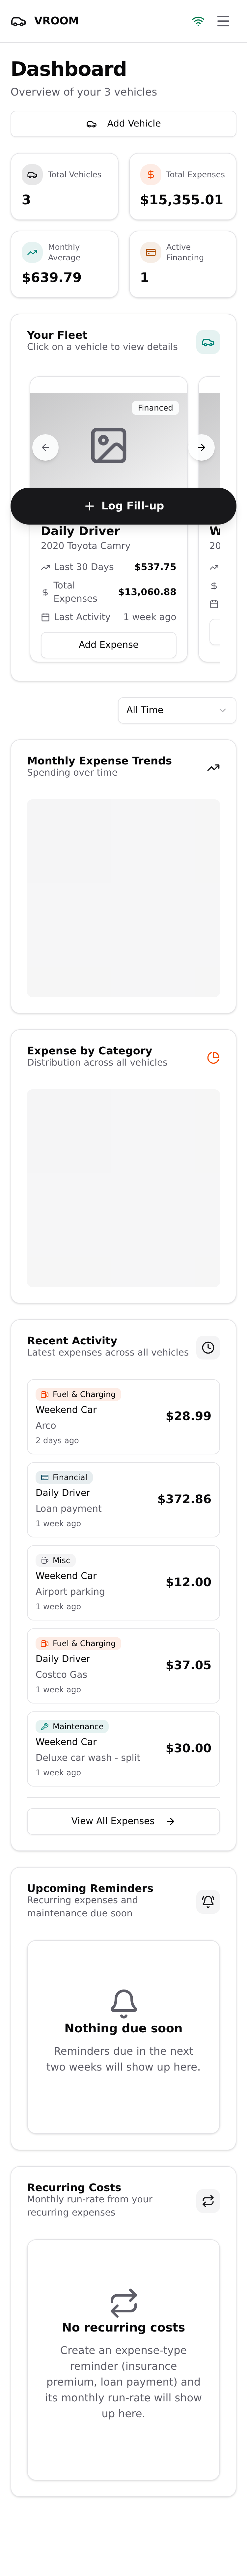 VROOM
Dashboard
Overview of your 3 vehicles
Add Vehicle
Total Vehicles
3
Total Expenses
$15,355.01
Monthly
Average
$639.79
Active
Financing
1
Your Fleet
Click on a vehicle to view details
Financed
Log Fill-up
Daily Driver
2020 Toyota Camry
Last 30 Days $537.75
Total
Expenses $13,060.88
Last Activity 1 week ago
Add Expense
W
20
All Time
Monthly Expense Trends
Spending over time
Expense by Category
Distribution across all vehicles
Recent Activity
Latest expenses across all vehicles
Fuel & Charging
Weekend Car
Arco
2 days ago
$28.99
Financial
Daily Driver
Loan payment
1 week ago
$372.86
Misc
Weekend Car
Airport parking
1 week ago
$12.00
Fuel & Charging
Daily Driver
Costco Gas
1 week ago
$37.05
Maintenance
Weekend Car
Deluxe car wash - split
1 week ago
$30.00
View All Expenses
Upcoming Reminders
Recurring expenses and
maintenance due soon
Nothing due soon
Reminders due in the next
two weeks will show up here.
Recurring Costs
Monthly run-rate from your
recurring expenses
No recurring costs
Create an expense-type
reminder (insurance
premium, loan payment) and
its monthly run-rate will show
up here.